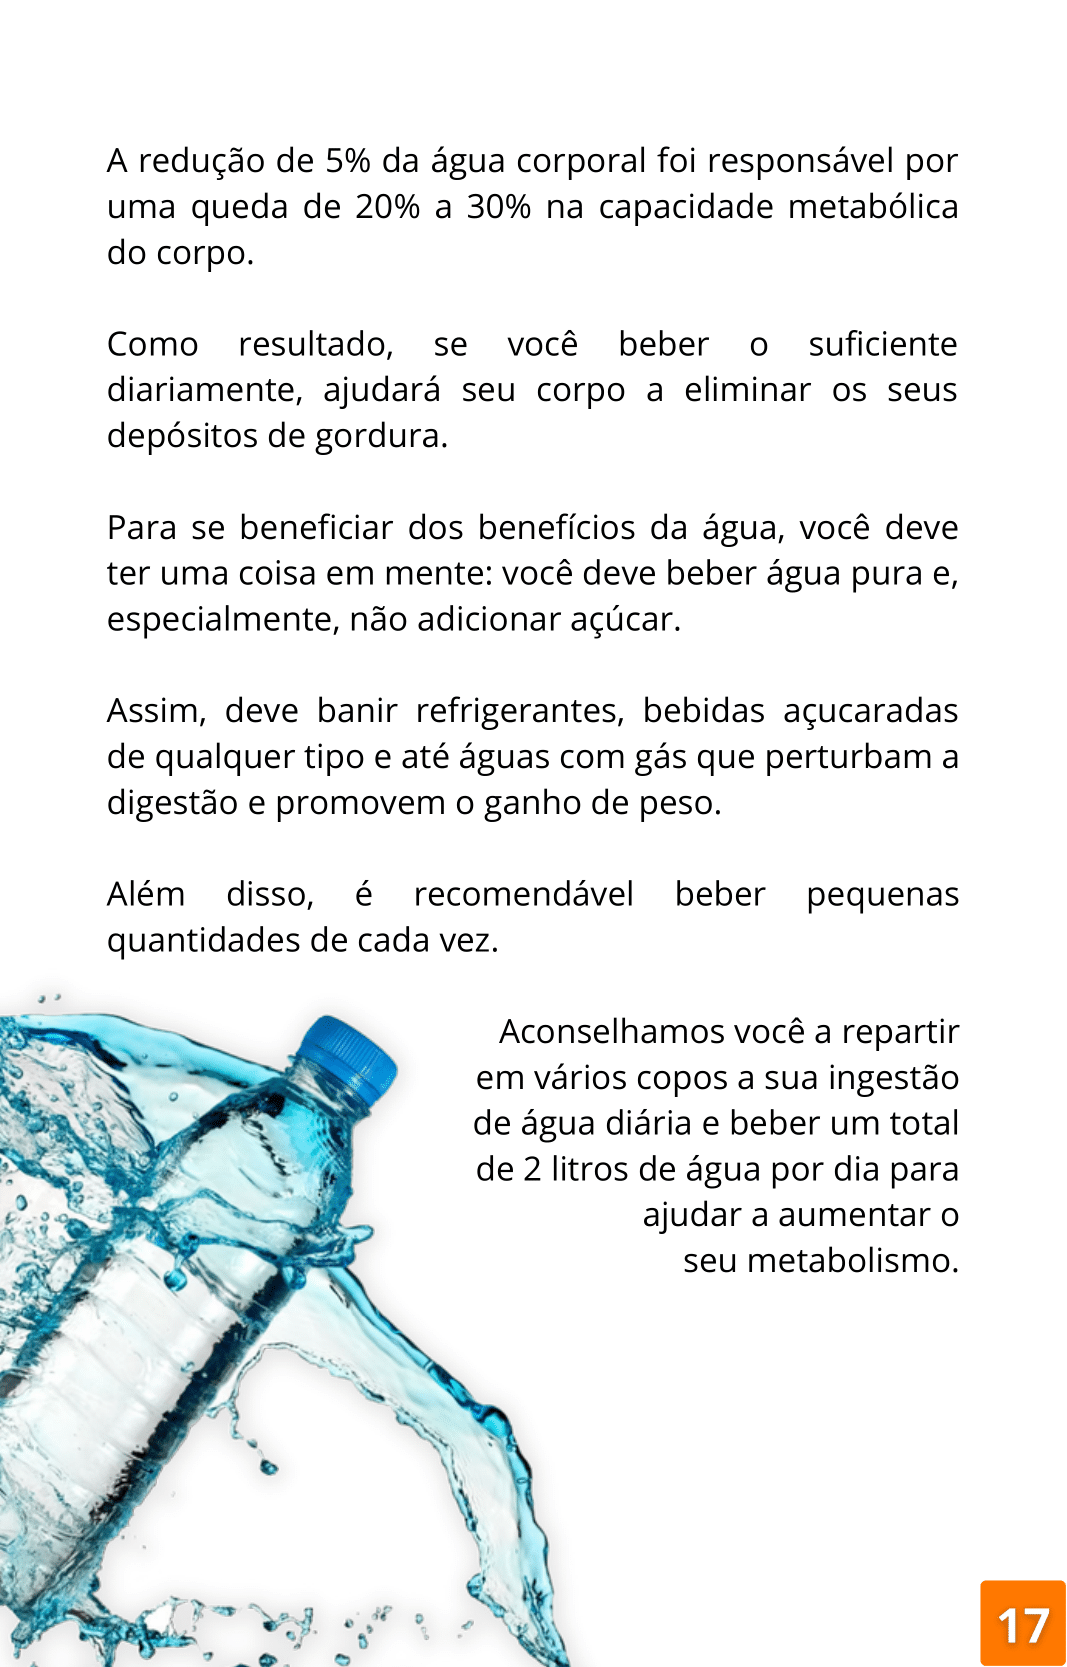 A redução de 5% da água corporal foi responsável por
uma queda de 20% a 30% na capacidade metabólica
do corpo.
Como resultado, se você beber o suficiente
diariamente, ajudará seu corpo a eliminar os seus
depósitos de gordura.
Para se beneficiar dos benefícios da água, você deve
ter uma coisa em mente: você deve beber água pura e,
especialmente, não adicionar açúcar.
Assim, deve banir refrigerantes, bebidas açucaradas
de qualquer tipo e até águas com gás que perturbam a
digestão e promovem o ganho de peso.
Além disso, é recomendável beber pequenas
quantidades de cada vez.
Aconselhamos você a repartir
em vários copos a sua ingestão
de água diária e beber um total
de 2 litros de água por dia para
ajudar a aumentar o
seu metabolismo.
17